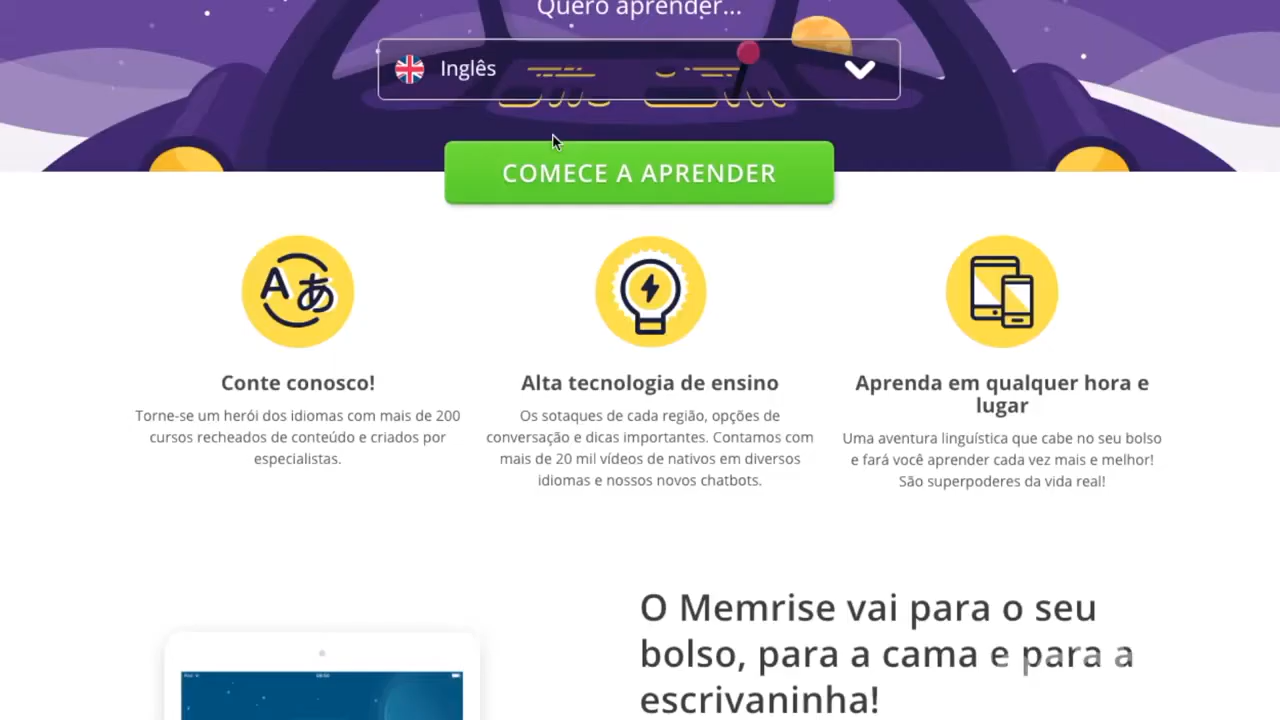 Quero aprender...
Inglês
COMECE A APRENDER
A あ
Conte conosco!
Torne-se um herói dos idiomas com mais de 200
cursos recheados de conteúdo e criados por
especialistas.
Alta tecnologia de ensino
Os sotaques de cada região, opções de
conversação e dicas importantes. Contamos com
mais de 20 mil vídeos de nativos em diversos
idiomas e nossos novos chatbots.
Aprenda em qualquer hora e
lugar
Uma aventura linguística que cabe no seu bolso
e fará você aprender cada vez mais e melhor!
São superpoderes da vida real!
O Memrise vai para o seu
bolso, para a cama e para a
escrivaninha!